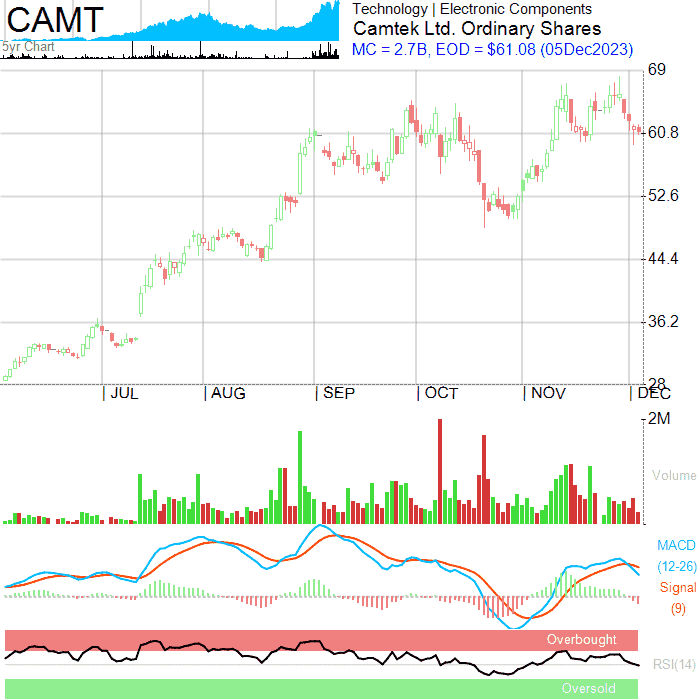 CAMT
5yr Chart
Technology | Electronic Components
Camtek Ltd. Ordinary Shares
MC = 2.7B, EOD = $61.08 (05Dec2023)
69
60.8
52.6
44.4
36.2
28
| JUL | AUG | SEP | OCT | NOV | DEC
2M
Volume
MACD
(12-26)
Signal
(9)
Overbought
RSI(14)
Oversold